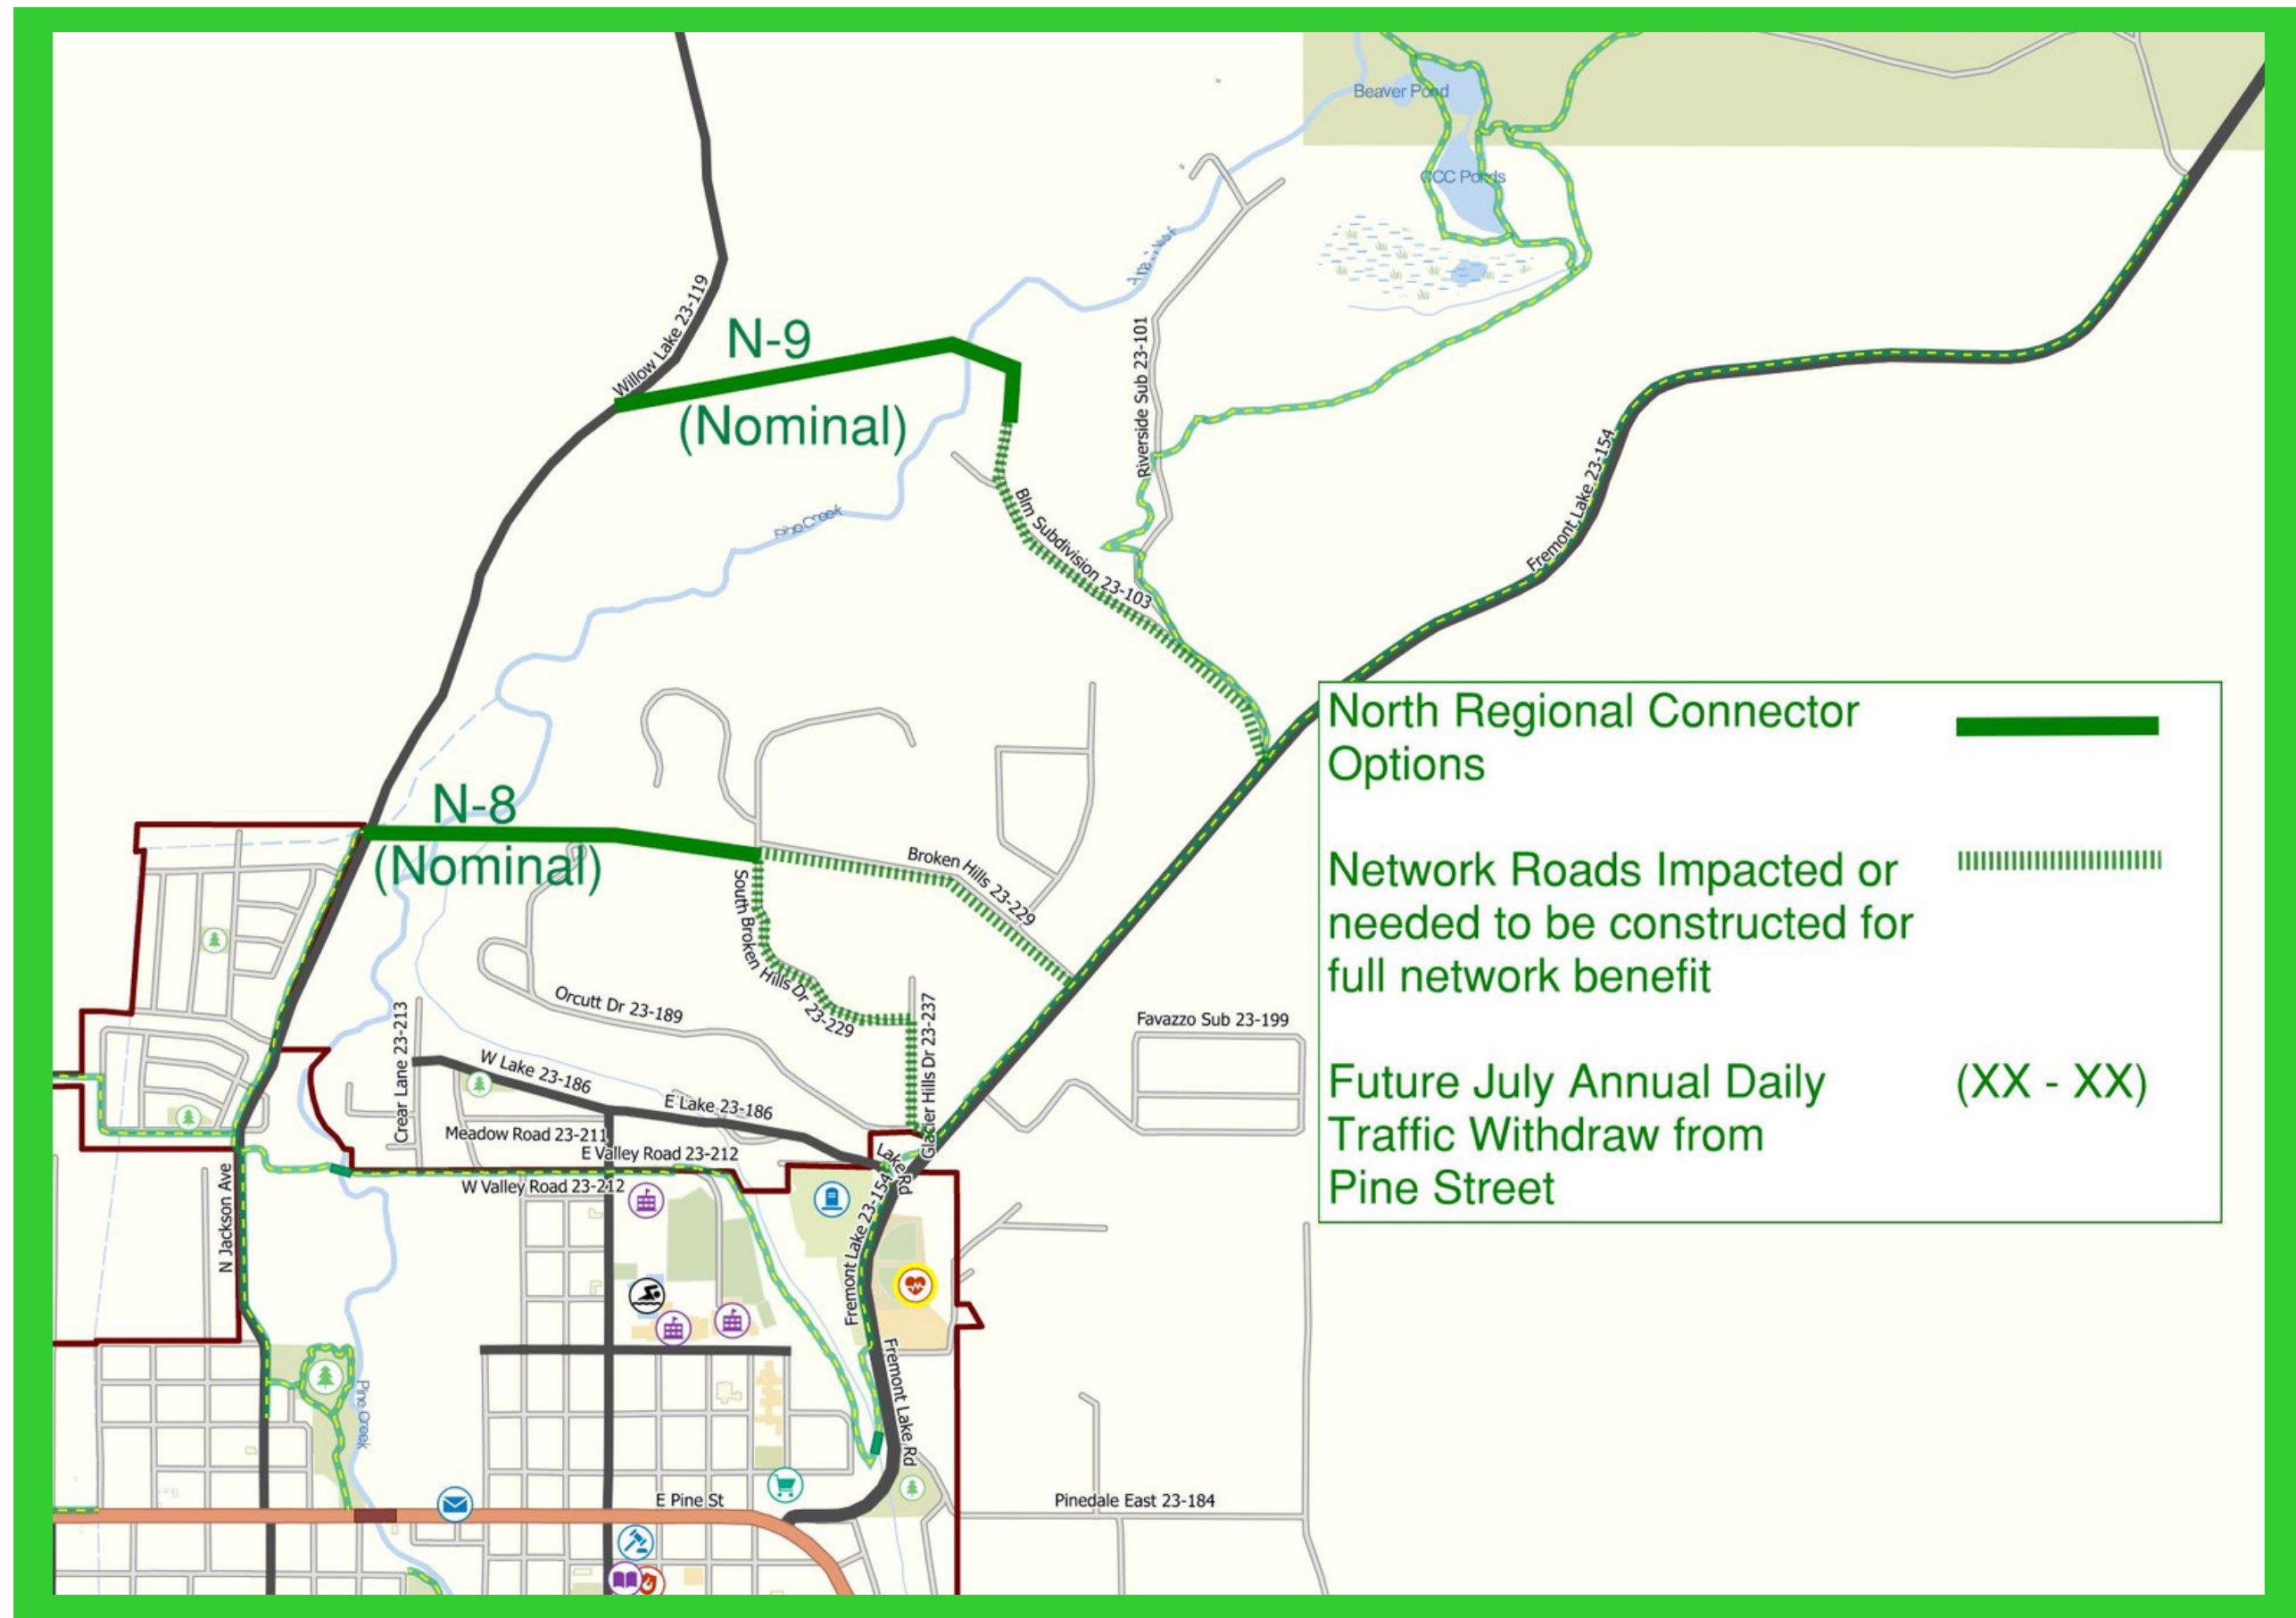 Beaver Pond
CCC Ponds
Willow Lake 23-119
N-9
(Nominal)
Riverside Sub 23-101
Pine Creek
Blm Subdivision 23-103
Fremont Lake 23-154
North Regional Connector
Options
Network Roads Impacted or
needed to be constructed for
full network benefit
Future July Annual Daily
(XX - XX)
Traffic Withdraw from
Pine Street
N-8
(Nominal)
Broken Hills 23-229
South Broken Hills Dr 23-229
Orcutt Dr 23-189
Glacier Hills Dr 23-237
Favazzo Sub 23-199
Crear Lane 23-213
W Lake 23-186
E Lake 23-186
Meadow Road 23-211
E Valley Road 23-212
W Valley Road 23-212
Lake Rd
N Jackson Ave
Fremont Lake 23-154
Fremont Lake Rd
Pine Creek
E Pine St
Pinedale East 23-184